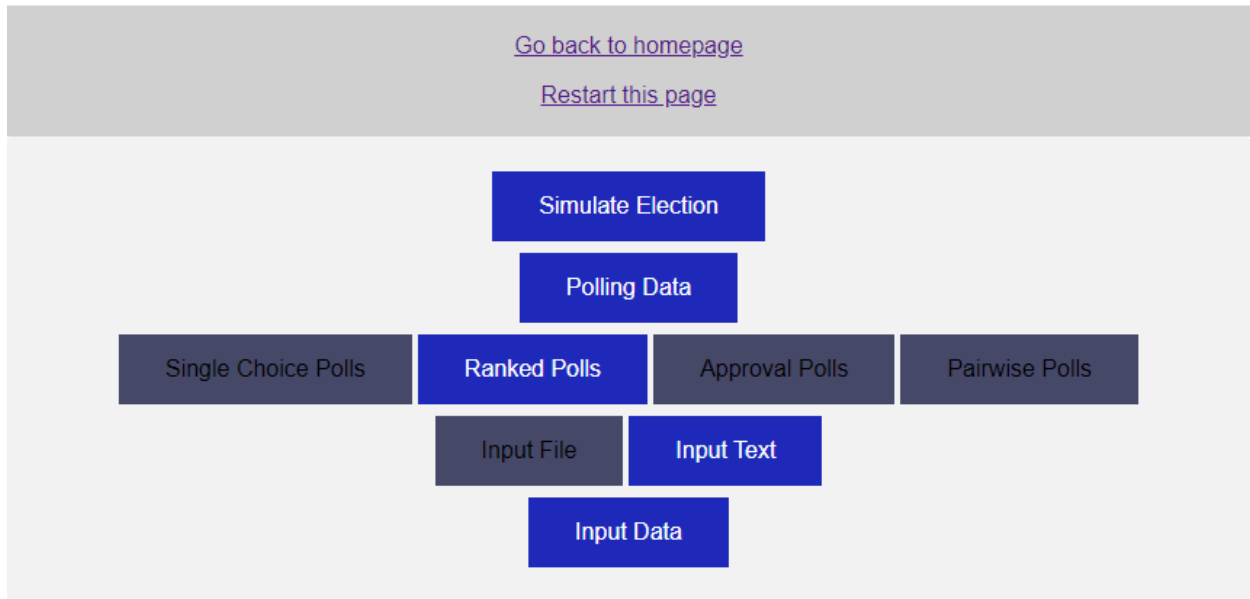 Go back to homepage
Restart this page
Simulate Election
Polling Data
Single Choice Polls Ranked Polls Approval Polls Pairwise Polls
Input File Input Text
Input Data